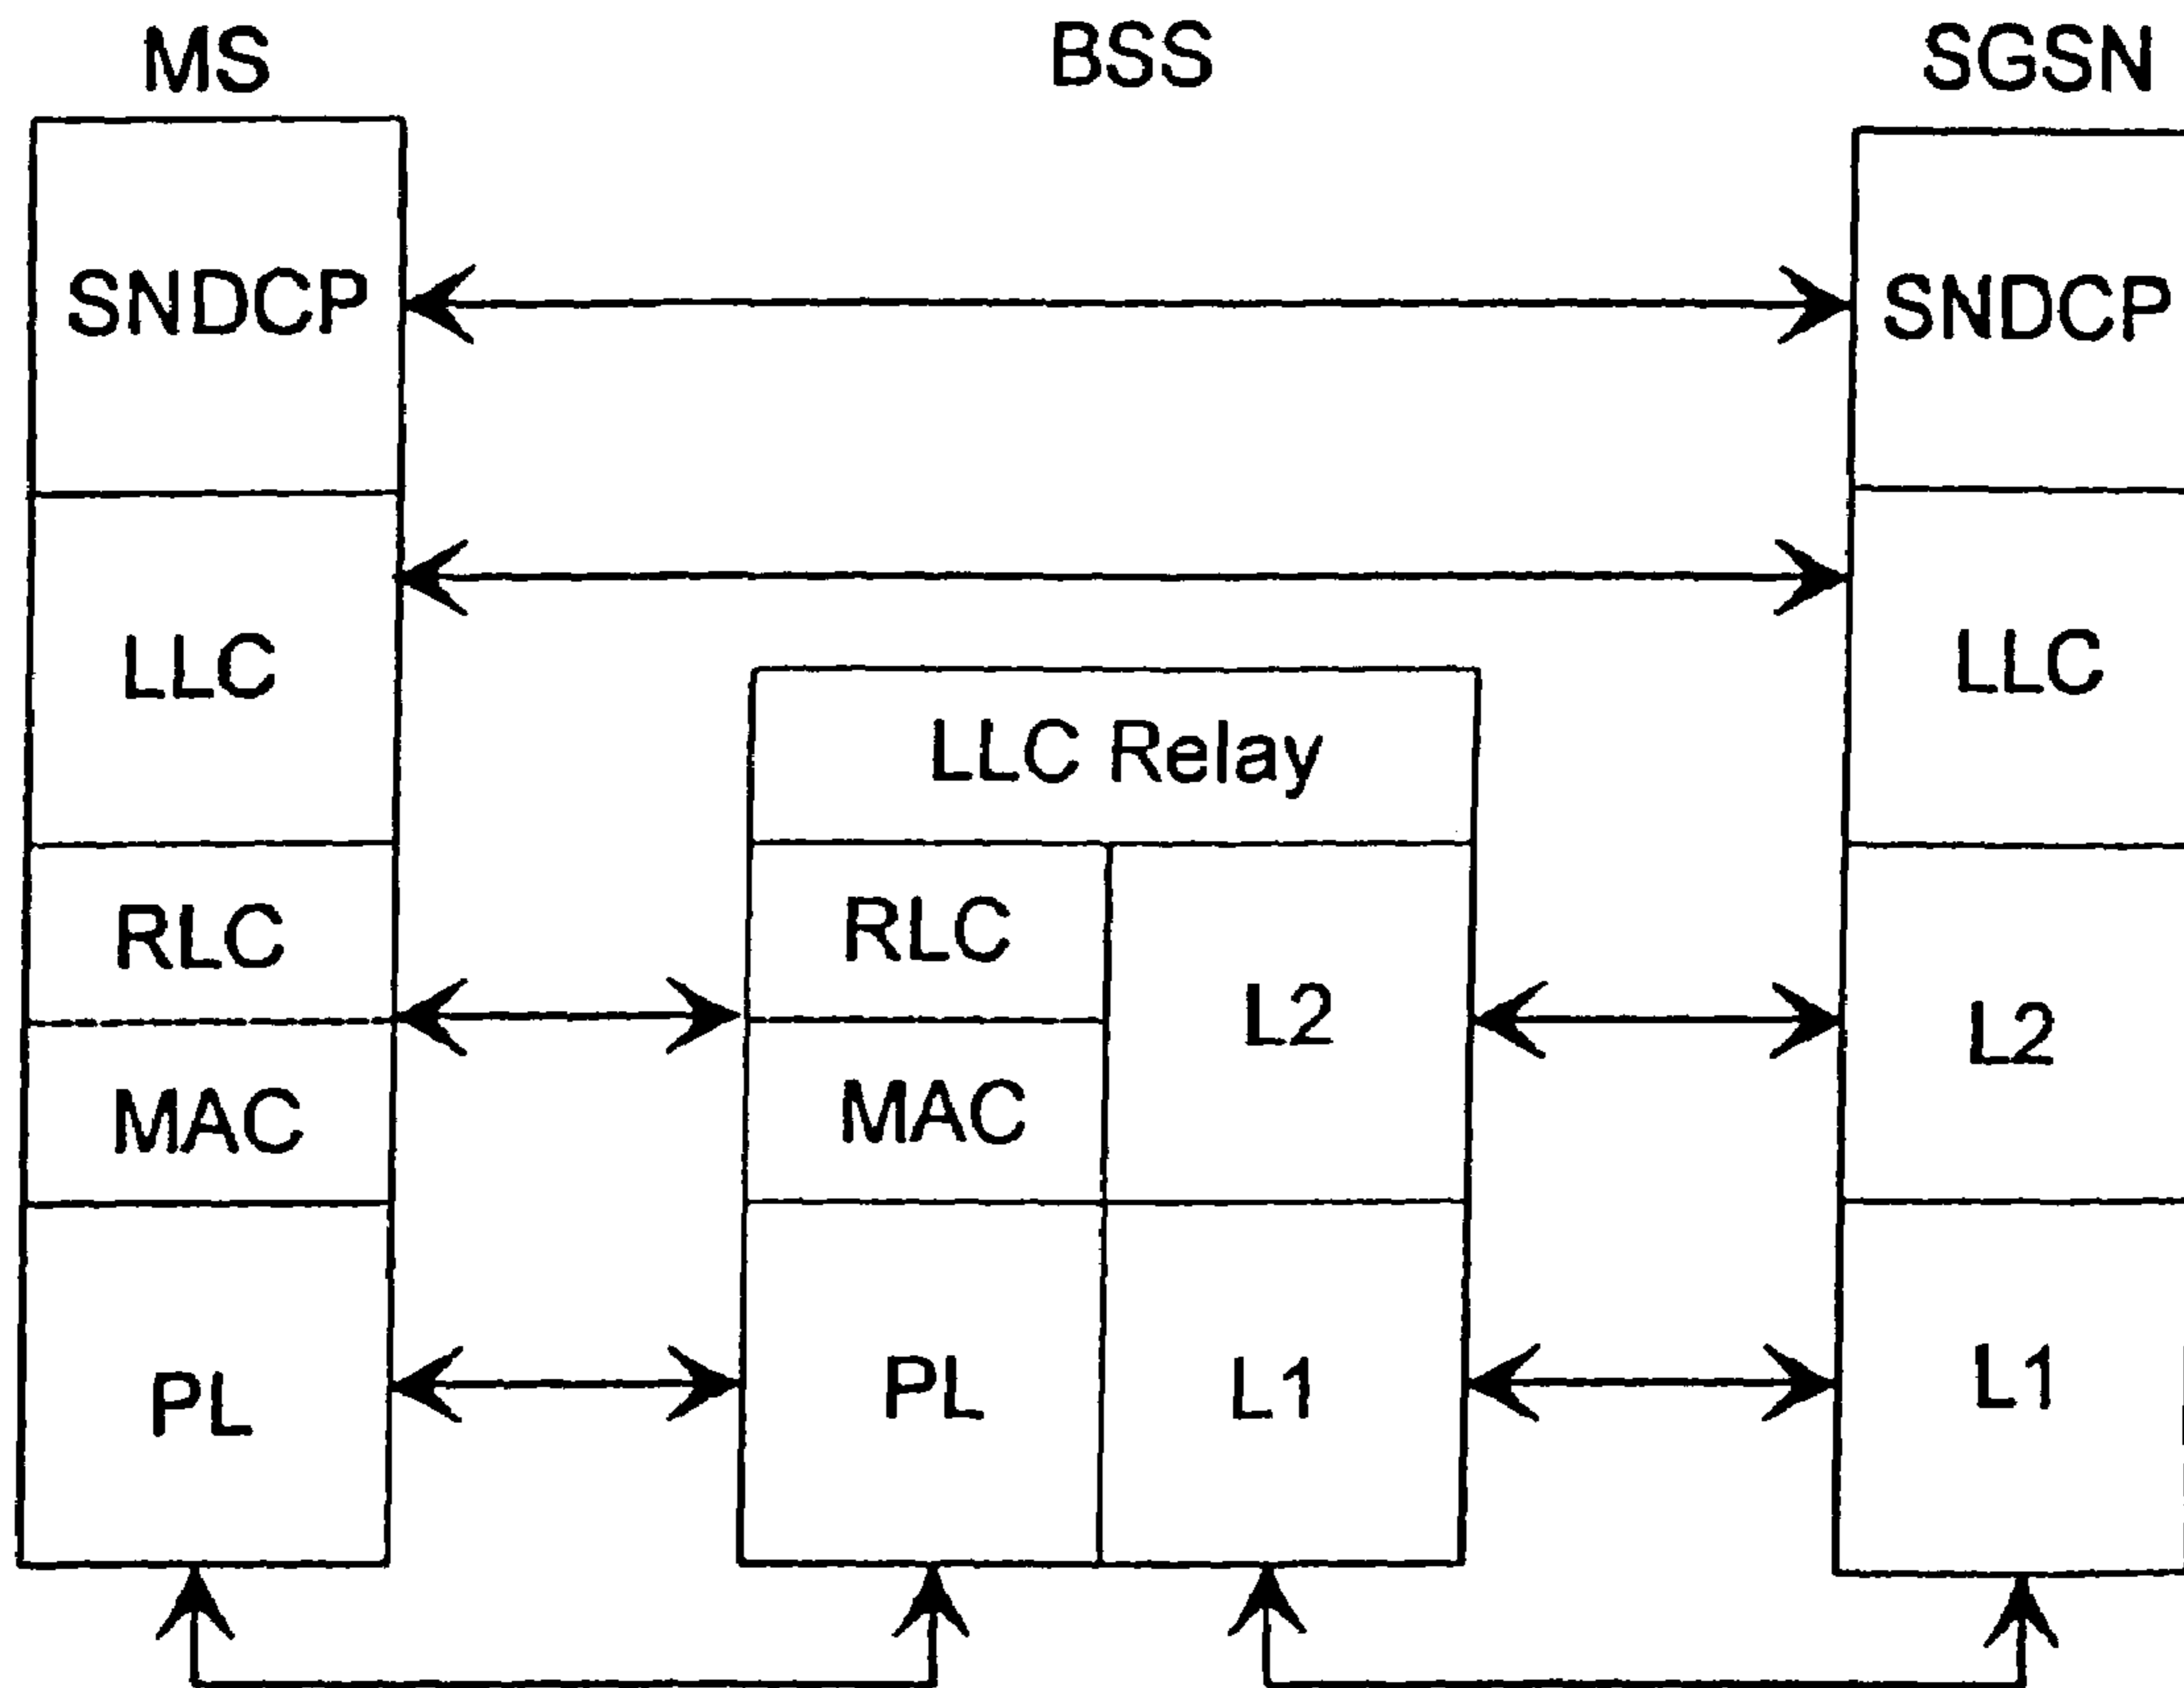 MS
BSS
SGSN
SNDCP
SNDCP
LLC
LLC
LLC Relay
RLC
RLC
L2
L2
MAC
MAC
PL
PL
L1
L1